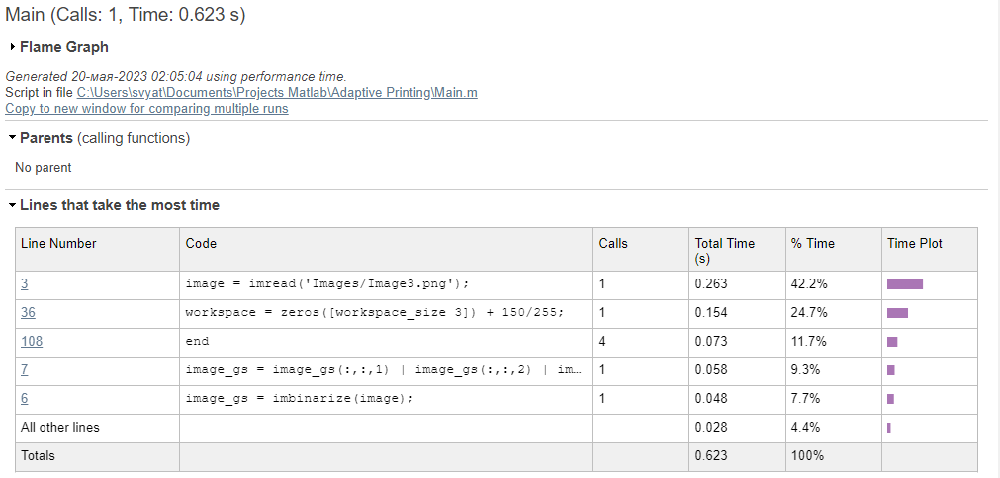 Main (Calls: 1, Time: 0.623 s)
Flame Graph
Generated 20-мая-2023 02:05:04 using performance time.
Script in file C:\Users\svyat\Documents\Projects Matlab\Adaptive Printing\Main.m
Copy to new window for comparing multiple runs
Parents (calling functions)
No parent
Lines that take the most time
Line Number Code Calls Total Time (s) % Time Time Plot
3 image = imread('Images/Image3.png'); 1 0.263 42.2%
36 workspace = zeros([workspace_size 3]) + 150/255; 1 0.154 24.7%
108 end 4 0.073 11.7%
7 image_gs = image_gs(:,:,1) | image_gs(:,:,2) | im... 1 0.058 9.3%
6 image_gs = imbinarize(image); 1 0.048 7.7%
All other lines 0.028 4.4%
Totals 0.623 100%